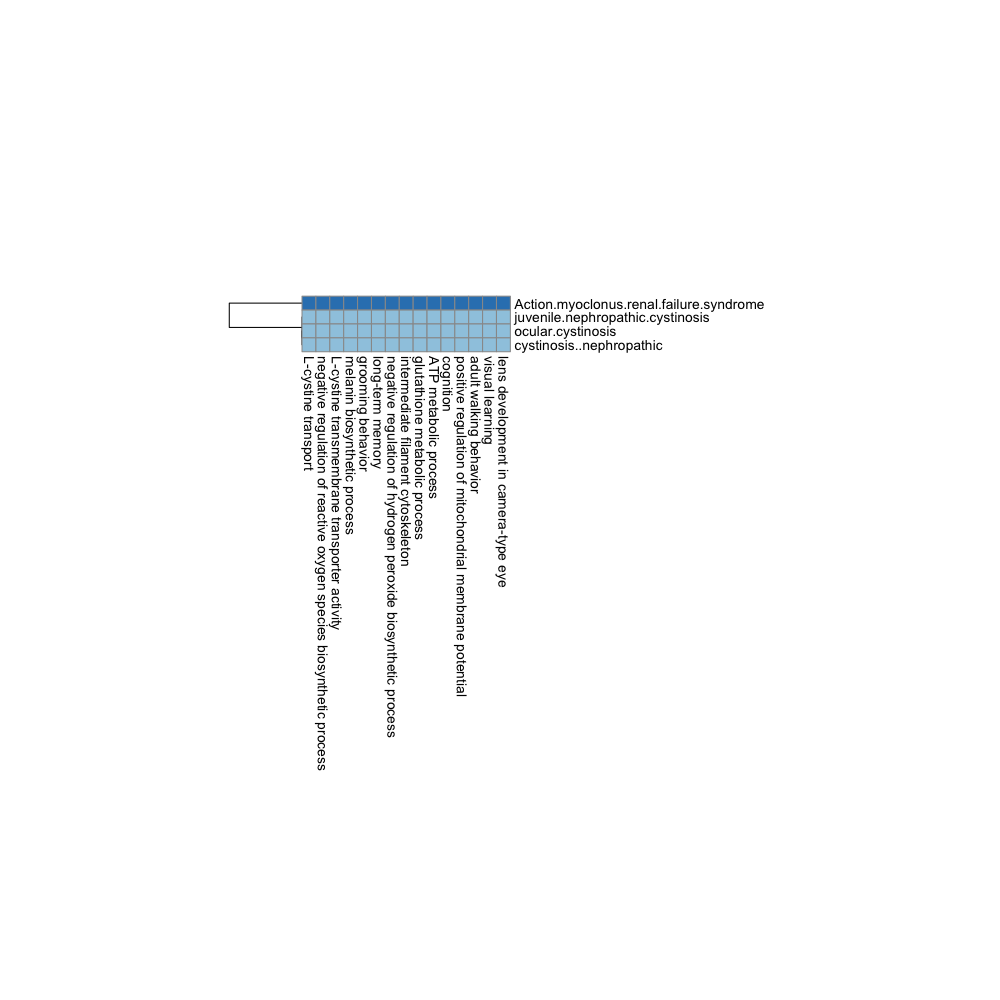 Action.myoclonus.renal.failure.syndrome
juvenile.nephropathic.cystinosis
ocular.cystinosis
cystinosis..nephropathic
L-cystine transport
negative regulation of reactive oxygen species biosynthetic process
L-cystine transmembrane transporter activity
melanin biosynthetic process
grooming behavior
long-term memory
negative regulation of hydrogen peroxide biosynthetic process
intermediate filament cytoskeleton
glutathione metabolic process
ATP metabolic process
cognition
positive regulation of mitochondrial membrane potential
adult walking behavior
visual learning
lens development in camera-type eye